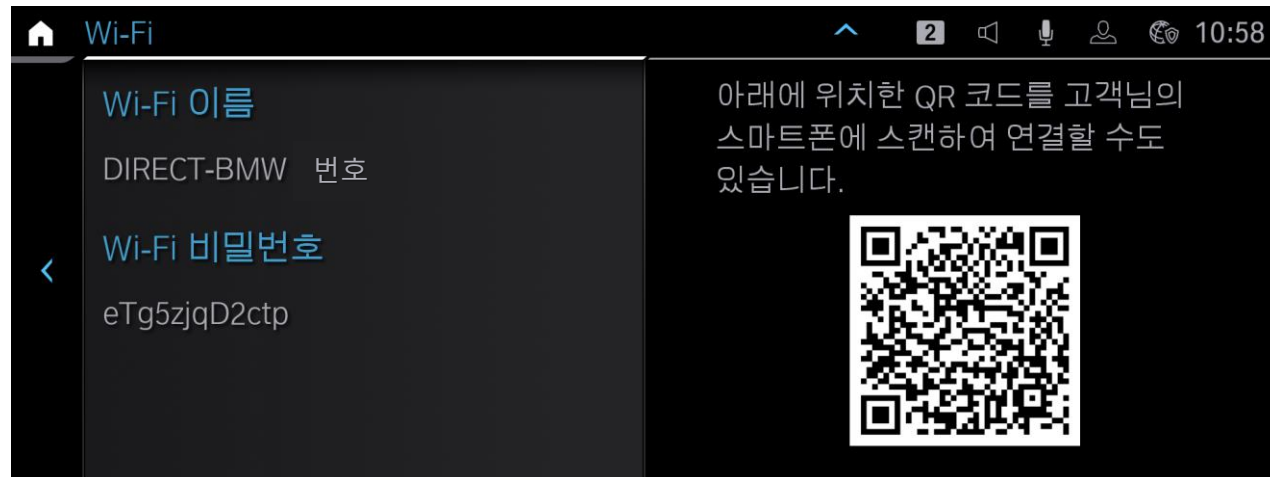 Wi-Fi
2
10:58
Wi-Fi 이름
DIRECT-BMW 번호
Wi-Fi 비밀번호
eTg5zjqD2ctp
아래에 위치한 QR 코드를 고객님의
스마트폰에 스캔하여 연결할 수도
있습니다.